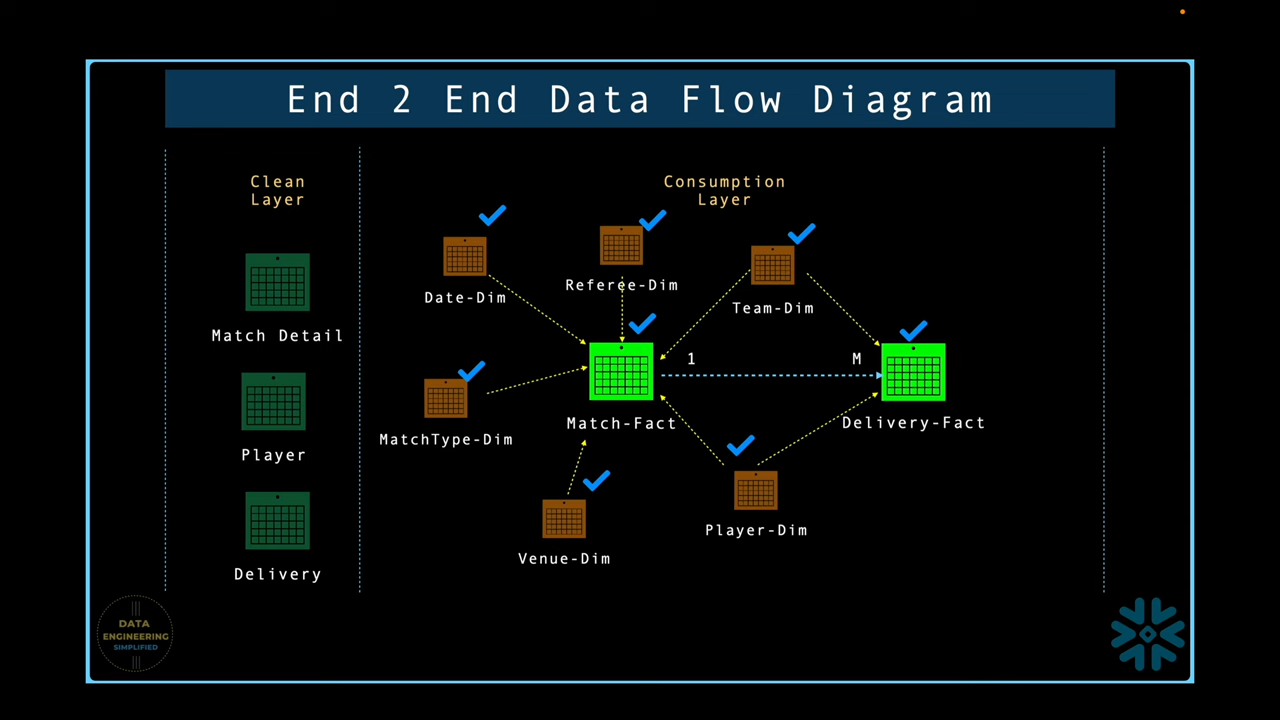 End 2 End Data Flow Diagram
Clean
Layer
Consumption
Layer
Date-Dim
Referee-Dim
Team-Dim
Match Detail
1
M
Match-Fact
Delivery-Fact
MatchType-Dim
Player
Player-Dim
Venue-Dim
Delivery
DATA
ENGINEERING
SIMPLIFIED